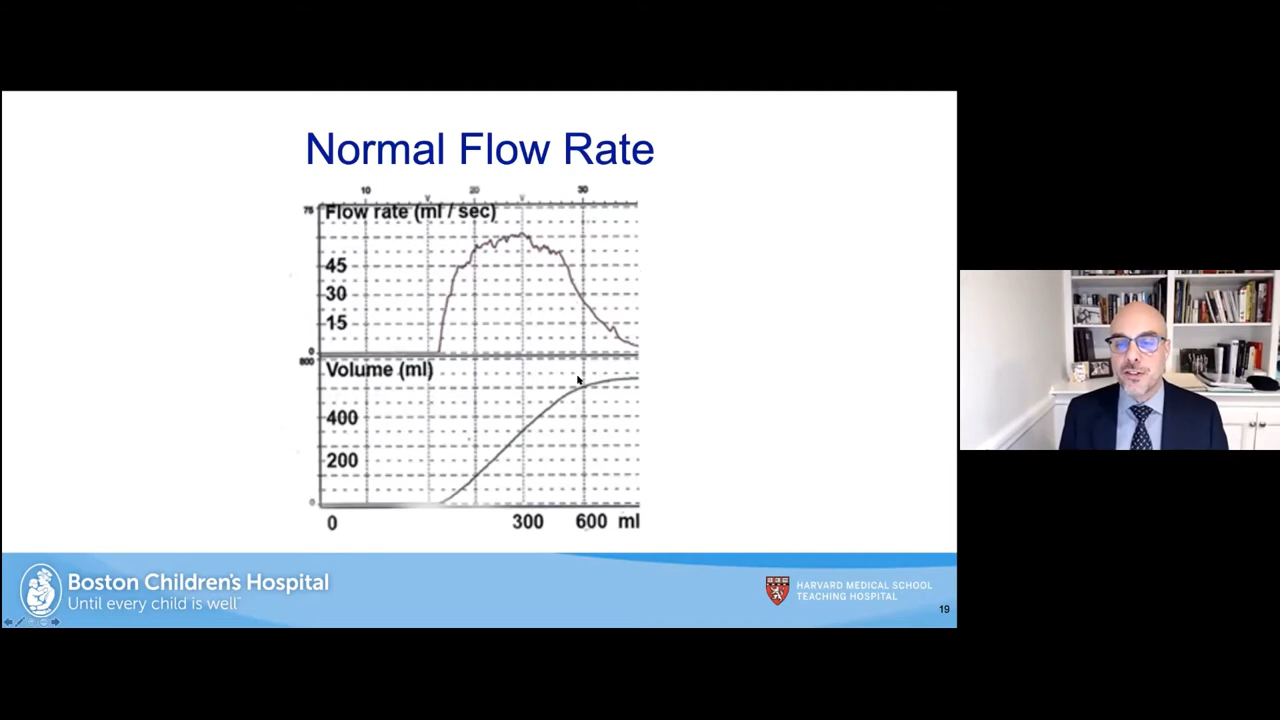 Normal Flow Rate
10 20 30
V V
75
Flow rate (ml / sec)
45
30
15
0
800
Volume (ml)
400
200
0
0 300 600 ml
Boston Children's Hospital
Until every child is well™
HARVARD MEDICAL SCHOOL
TEACHING HOSPITAL
19